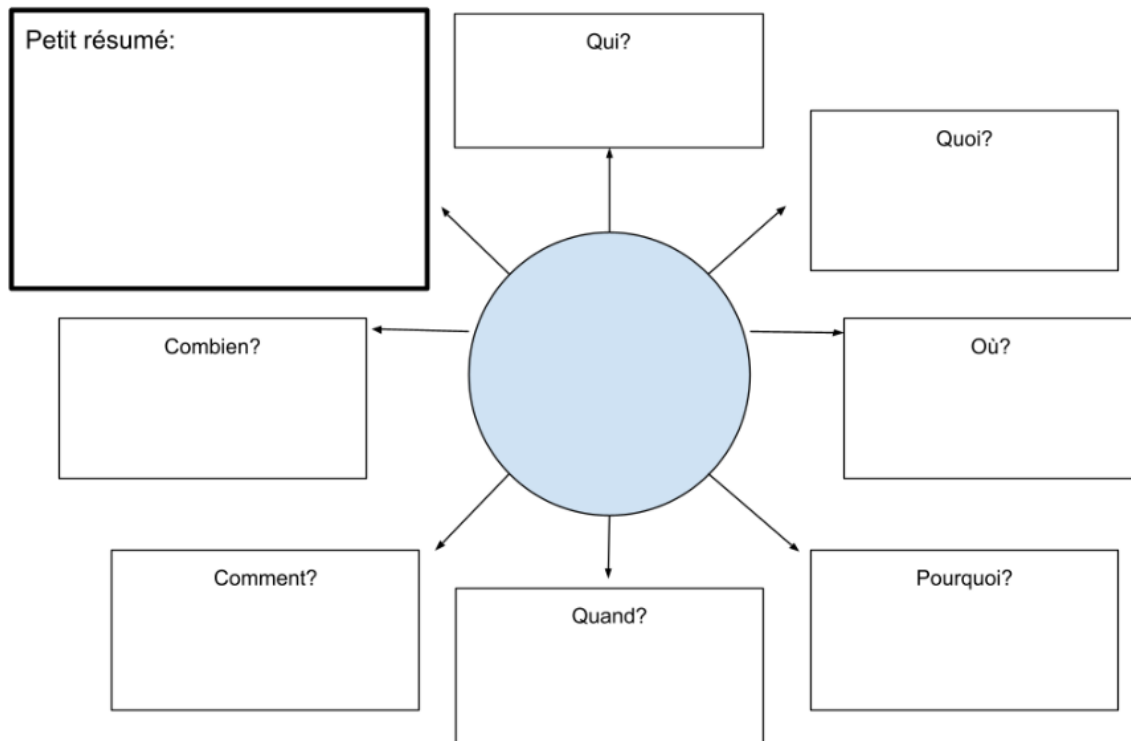 Petit résumé:
Qui?
Quoi?
Combien?
Où?
Comment?
Quand?
Pourquoi?